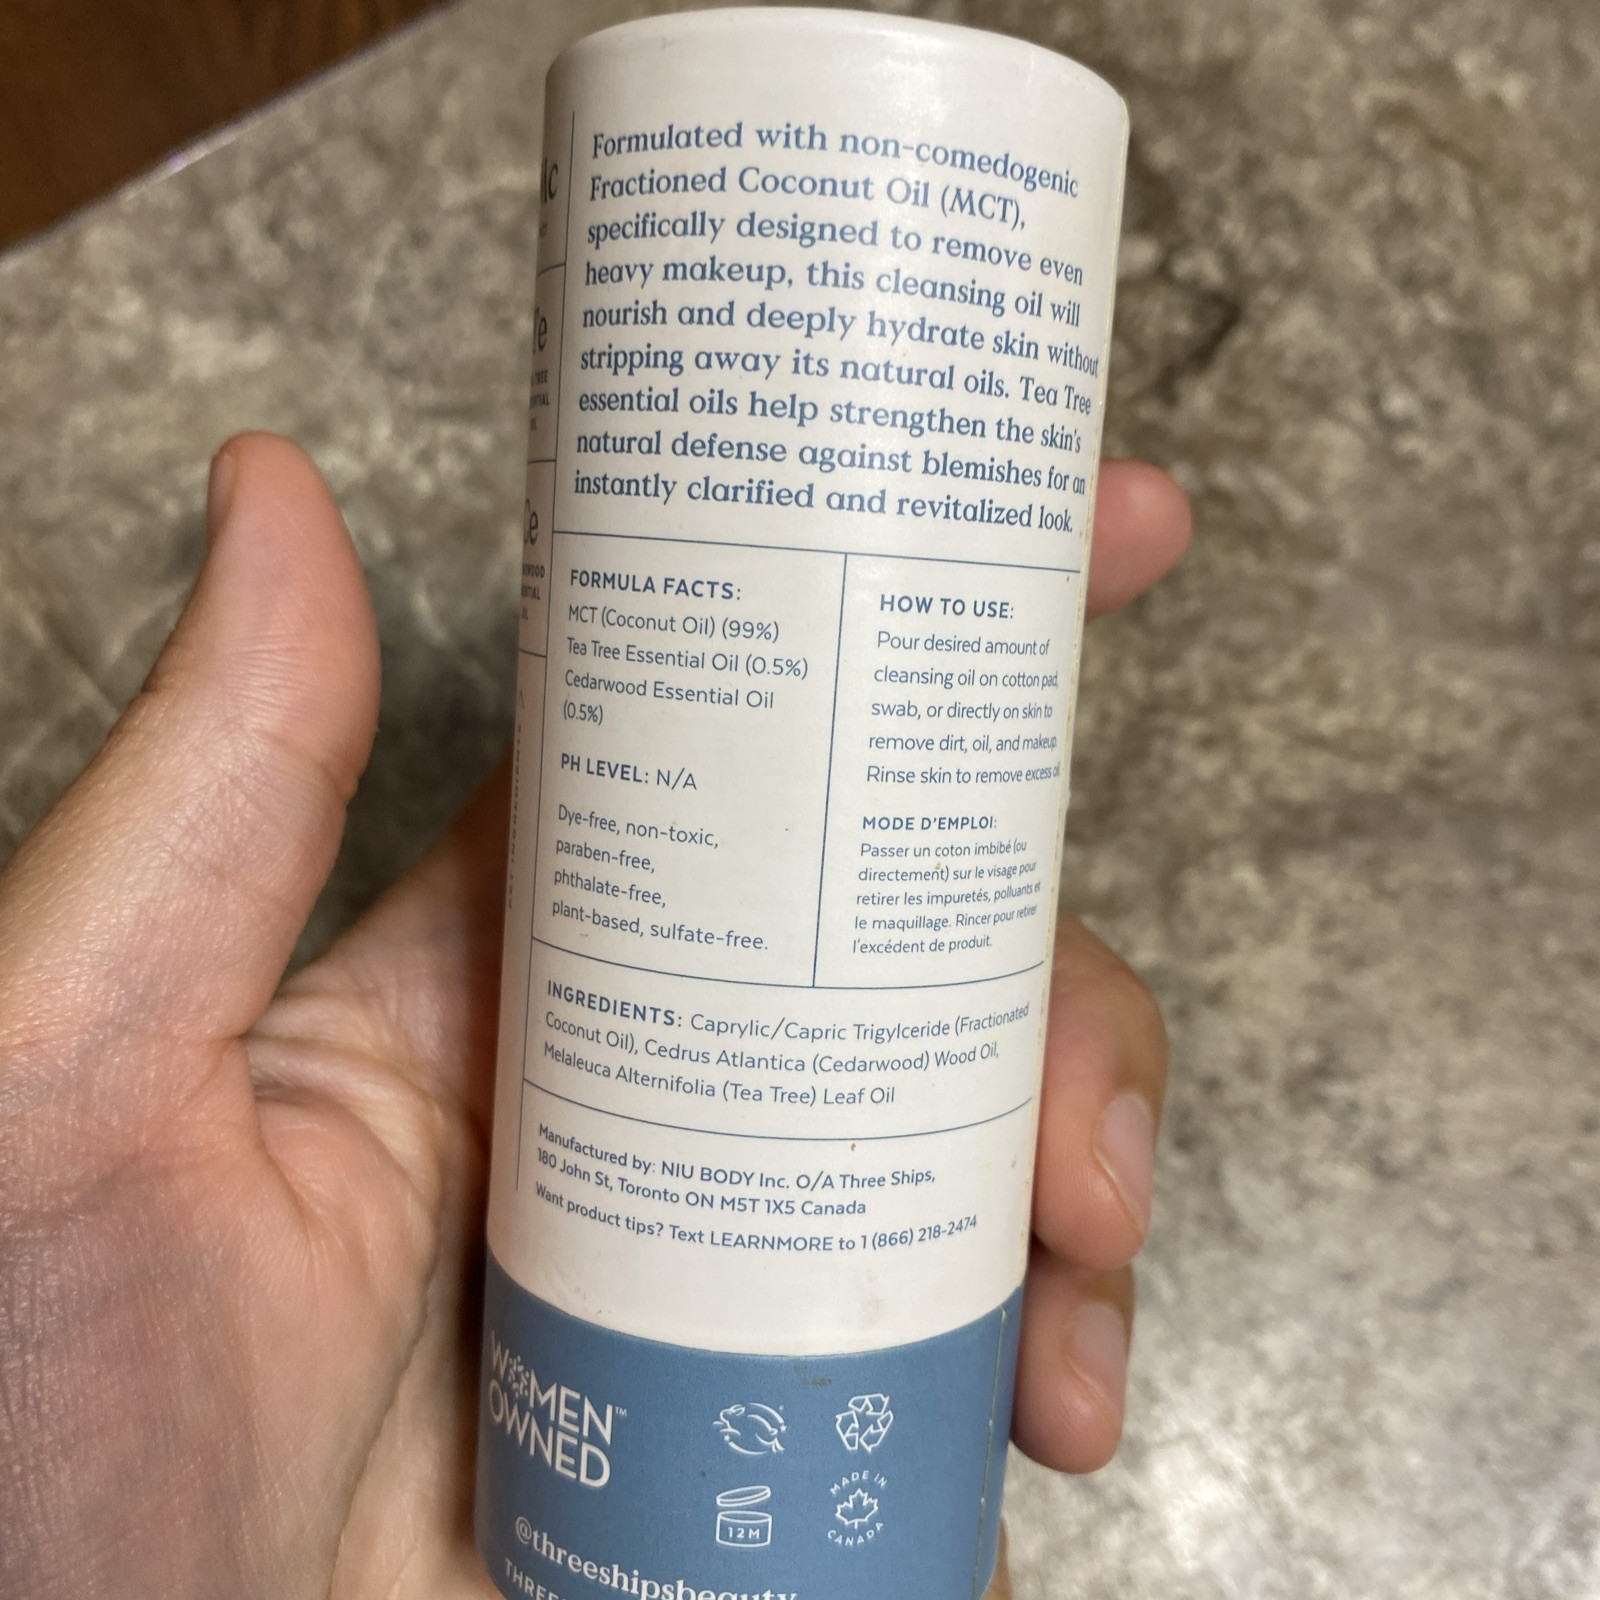 Formulated with non-comedogenic
Fractioned Coconut Oil (MCT),
specifically designed to remove even
heavy makeup, this cleansing oil will
nourish and deeply hydrate skin without
stripping away its natural oils. Tea Tree
essential oils help strengthen the skin's
natural defense against blemishes for an
instantly clarified and revitalized look.
FORMULA FACTS:
MCT (Coconut Oil) (99%)
Tea Tree Essential Oil (0.5%)
Cedarwood Essential Oil
(0.5%)
PH LEVEL: N/A
Dye-free, non-toxic,
paraben-free,
phthalate-free,
plant-based, sulfate-free.
HOW TO USE:
Pour desired amount of
cleansing oil on cotton pad,
swab, or directly on skin to
remove dirt, oil, and makeup.
Rinse skin to remove excess oil.
MODE D'EMPLOI:
Passer un coton imbibé (ou
directement) sur le visage pour
retirer les impuretés, polluants et
le maquillage. Rincer pour retirer
l'excédent de produit.
INGREDIENTS: Caprylic/Capric Trigylceride (Fractionated
Coconut Oil), Cedrus Atlantica (Cedarwood) Wood Oil,
Melaleuca Alternifolia (Tea Tree) Leaf Oil
Manufactured by: NIU BODY Inc. O/A Three Ships,
180 John St, Toronto ON M5T 1X5 Canada
Want product tips? Text LEARNMORE to 1 (866) 218-2474
WOMEN
OWNED™
12M
MADE IN
CANADA
@threeshipsbeauty